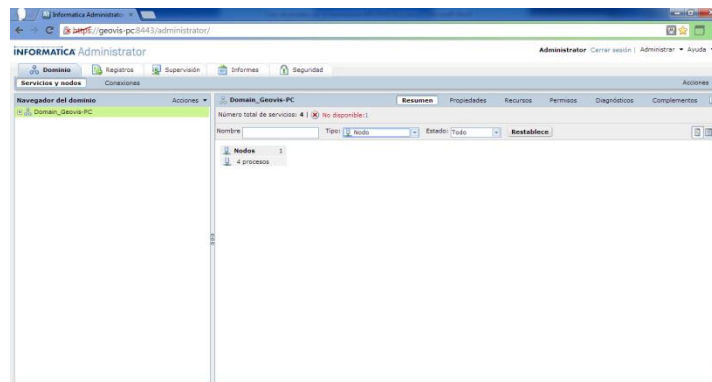 Informatica Administrator
https://geovis-pc:8443/administrator/
INFORMATICA Administrator
Administrator Cerrar sesión | Administrar Ayuda
Dominio Registros Supervisión Informes Seguridad
Servicios y nodos Conexiones Acciones
Navegador del dominio Acciones
Domain_Geovis-PC
Domain_Geovis-PC Resumen Propiedades Recursos Permisos Diagnósticos Complementos
Número total de servicios: 4 | No disponible:1
Nombre Tipo: Nodo Estado: Todo Restablece
Nodos 1
4 procesos